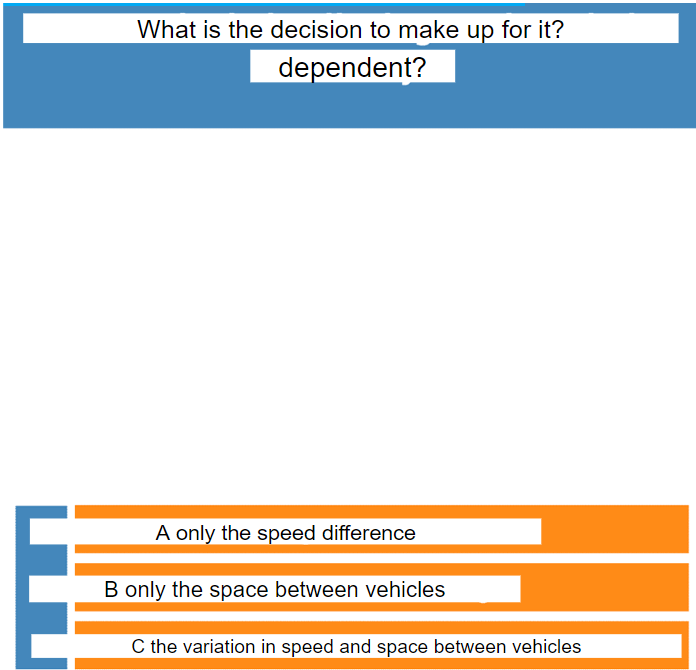 What is the decision to make up for it?
dependent?
A only the speed difference
B only the space between vehicles
C the variation in speed and space between vehicles